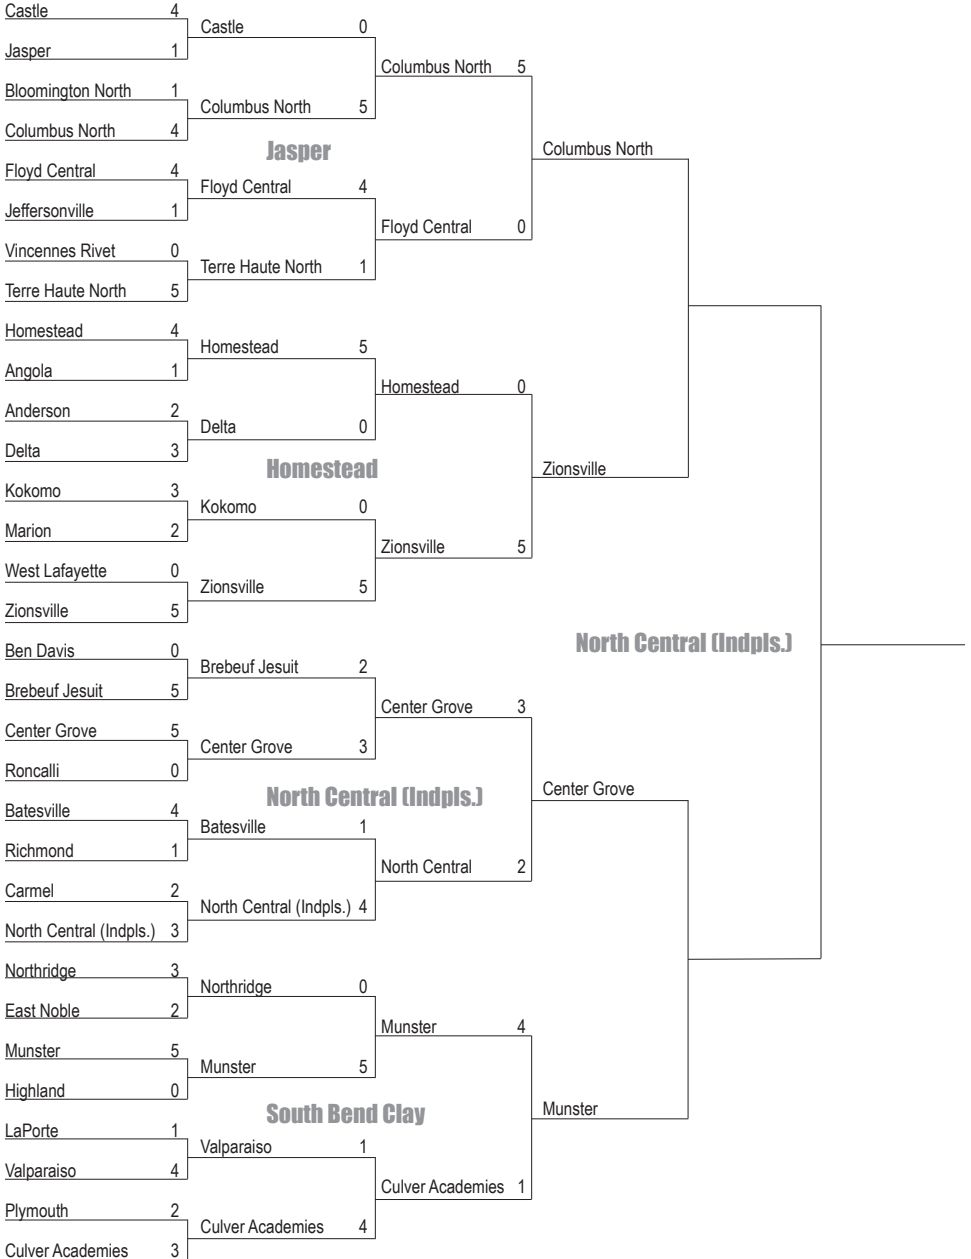 Castle 4
Jasper 1
Bloomington North 1
Columbus North 4
Floyd Central 4
Jeffersonville 1
Vincennes Rivet 0
Terre Haute North 5
Homestead 4
Angola 1
Anderson 2
Delta 3
Kokomo 3
Marion 2
West Lafayette 0
Zionsville 5
Ben Davis 0
Brebeuf Jesuit 5
Center Grove 5
Roncalli 0
Batesville 4
Richmond 1
Carmel 2
North Central (Indpls.) 3
Northridge 3
East Noble 2
Munster 5
Highland 0
LaPorte 1
Valparaiso 4
Plymouth 2
Culver Academies 3
Castle 0
Columbus North 5
Jasper
Floyd Central 4
Terre Haute North 1
Homestead 5
Delta 0
Homestead
Kokomo 0
Zionsville 5
Brebeuf Jesuit 2
Center Grove 3
North Central (Indpls.)
Batesville 1
North Central (Indpls.) 4
Northridge 0
Munster 5
South Bend Clay
Valparaiso 1
Culver Academies 4
Columbus North 5
Floyd Central 0
Homestead 0
Zionsville 5
Center Grove 3
North Central 2
Munster 4
Culver Academies 1
Columbus North
Zionsville
North Central (Indpls.)
Center Grove
Munster